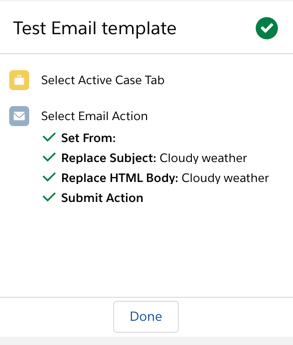 Test Email template
Select Active Case Tab
Select Email Action
Set From:
Replace Subject: Cloudy weather
Replace HTML Body: Cloudy weather
Submit Action
Done